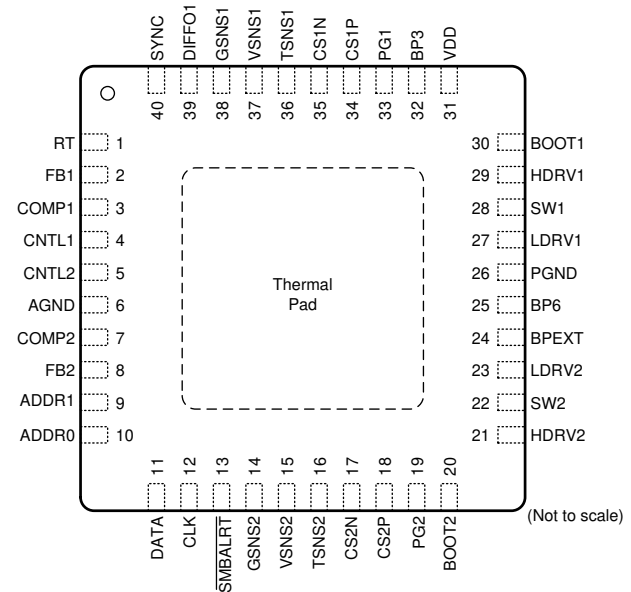 SYNC
DIFFO1
GSNS1
VSNS1
TSNS1
CS1N
CS1P
PG1
BP3
VDD
40
39
38
37
36
35
34
33
32
31
RT 1
FB1 2
COMP1 3
CNTL1 4
CNTL2 5
AGND 6
COMP2 7
FB2 8
ADDR1 9
ADDR0 10
Thermal
Pad
30 BOOT1
29 HDRV1
28 SW1
27 LDRV1
26 PGND
25 BP6
24 BPEXT
23 LDRV2
22 SW2
21 HDRV2
11
12
13
14
15
16
17
18
19
20
DATA
CLK
SMBALRT
GSNS2
VSNS2
TSNS2
CS2N
CS2P
PG2
BOOT2
(Not to scale)